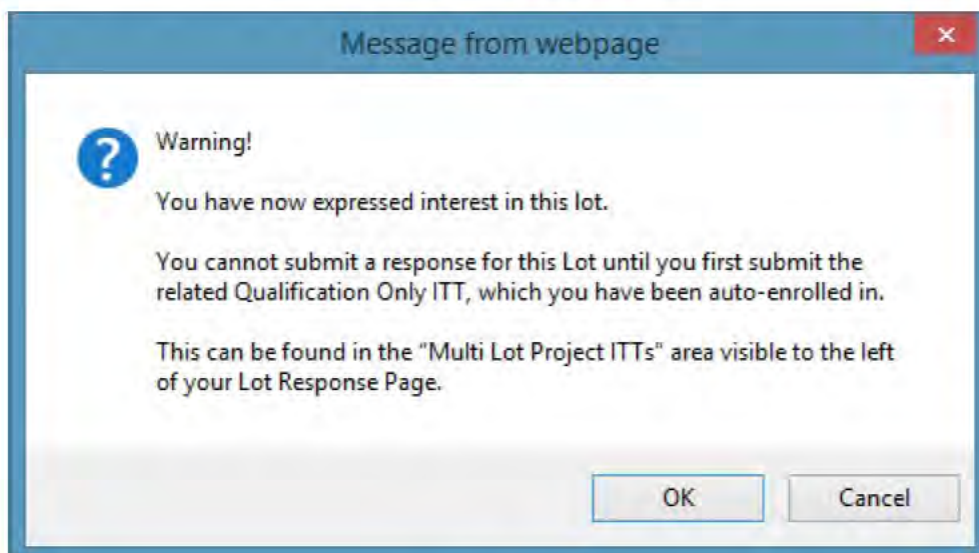 Message from webpage
Warning!
You have now expressed interest in this lot.
You cannot submit a response for this Lot until you first submit the
related Qualification Only ITT, which you have been auto-enrolled in.
This can be found in the “Multi Lot Project ITTs” area visible to the left
of your Lot Response Page.
OK
Cancel